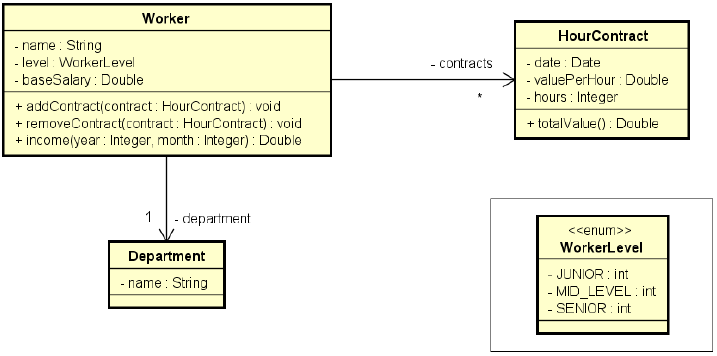 Worker
- name : String
- level : WorkerLevel
- baseSalary : Double
+ addContract(contract : HourContract) : void
+ removeContract(contract : HourContract) : void
+ income(year : Integer, month : Integer) : Double
- contracts
*
HourContract
- date : Date
- valuePerHour : Double
- hours : Integer
+ totalValue() : Double
1
- department
Department
- name : String
<<enum>>
WorkerLevel
- JUNIOR : int
- MID_LEVEL : int
- SENIOR : int